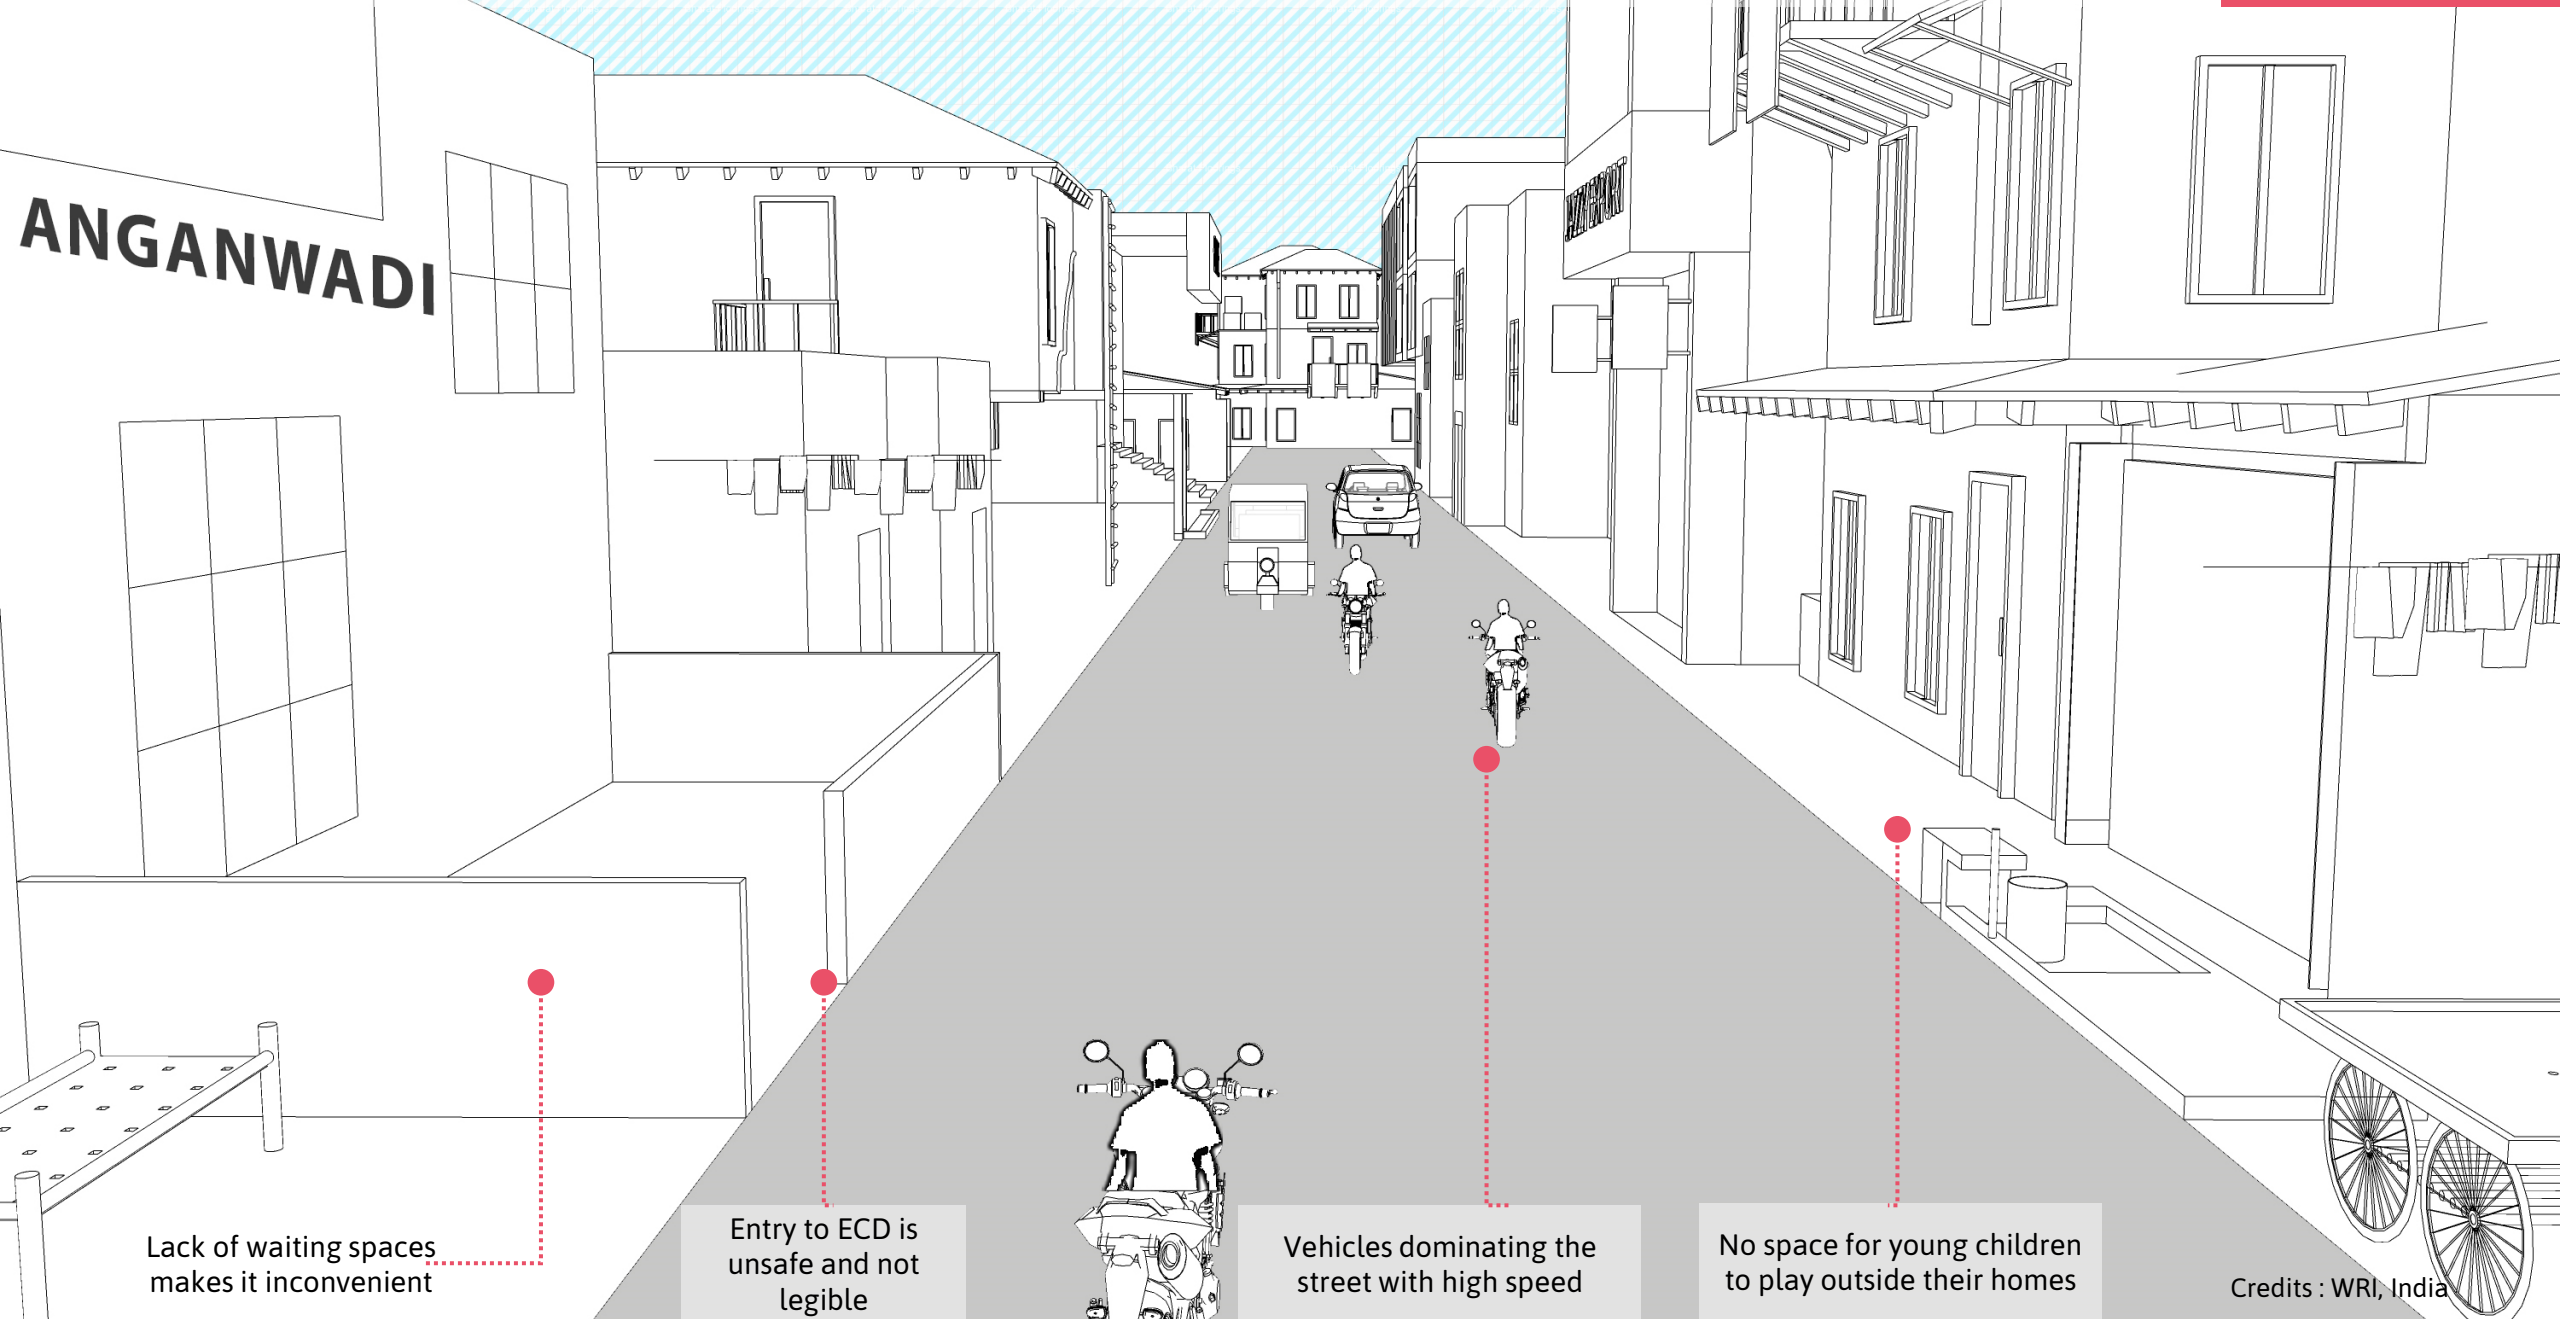 ANGANWADI
Lack of waiting spaces
makes it inconvenient
Entry to ECD is
unsafe and not
legible
Vehicles dominating the
street with high speed
No space for young children
to play outside their homes
Credits : WRI, India